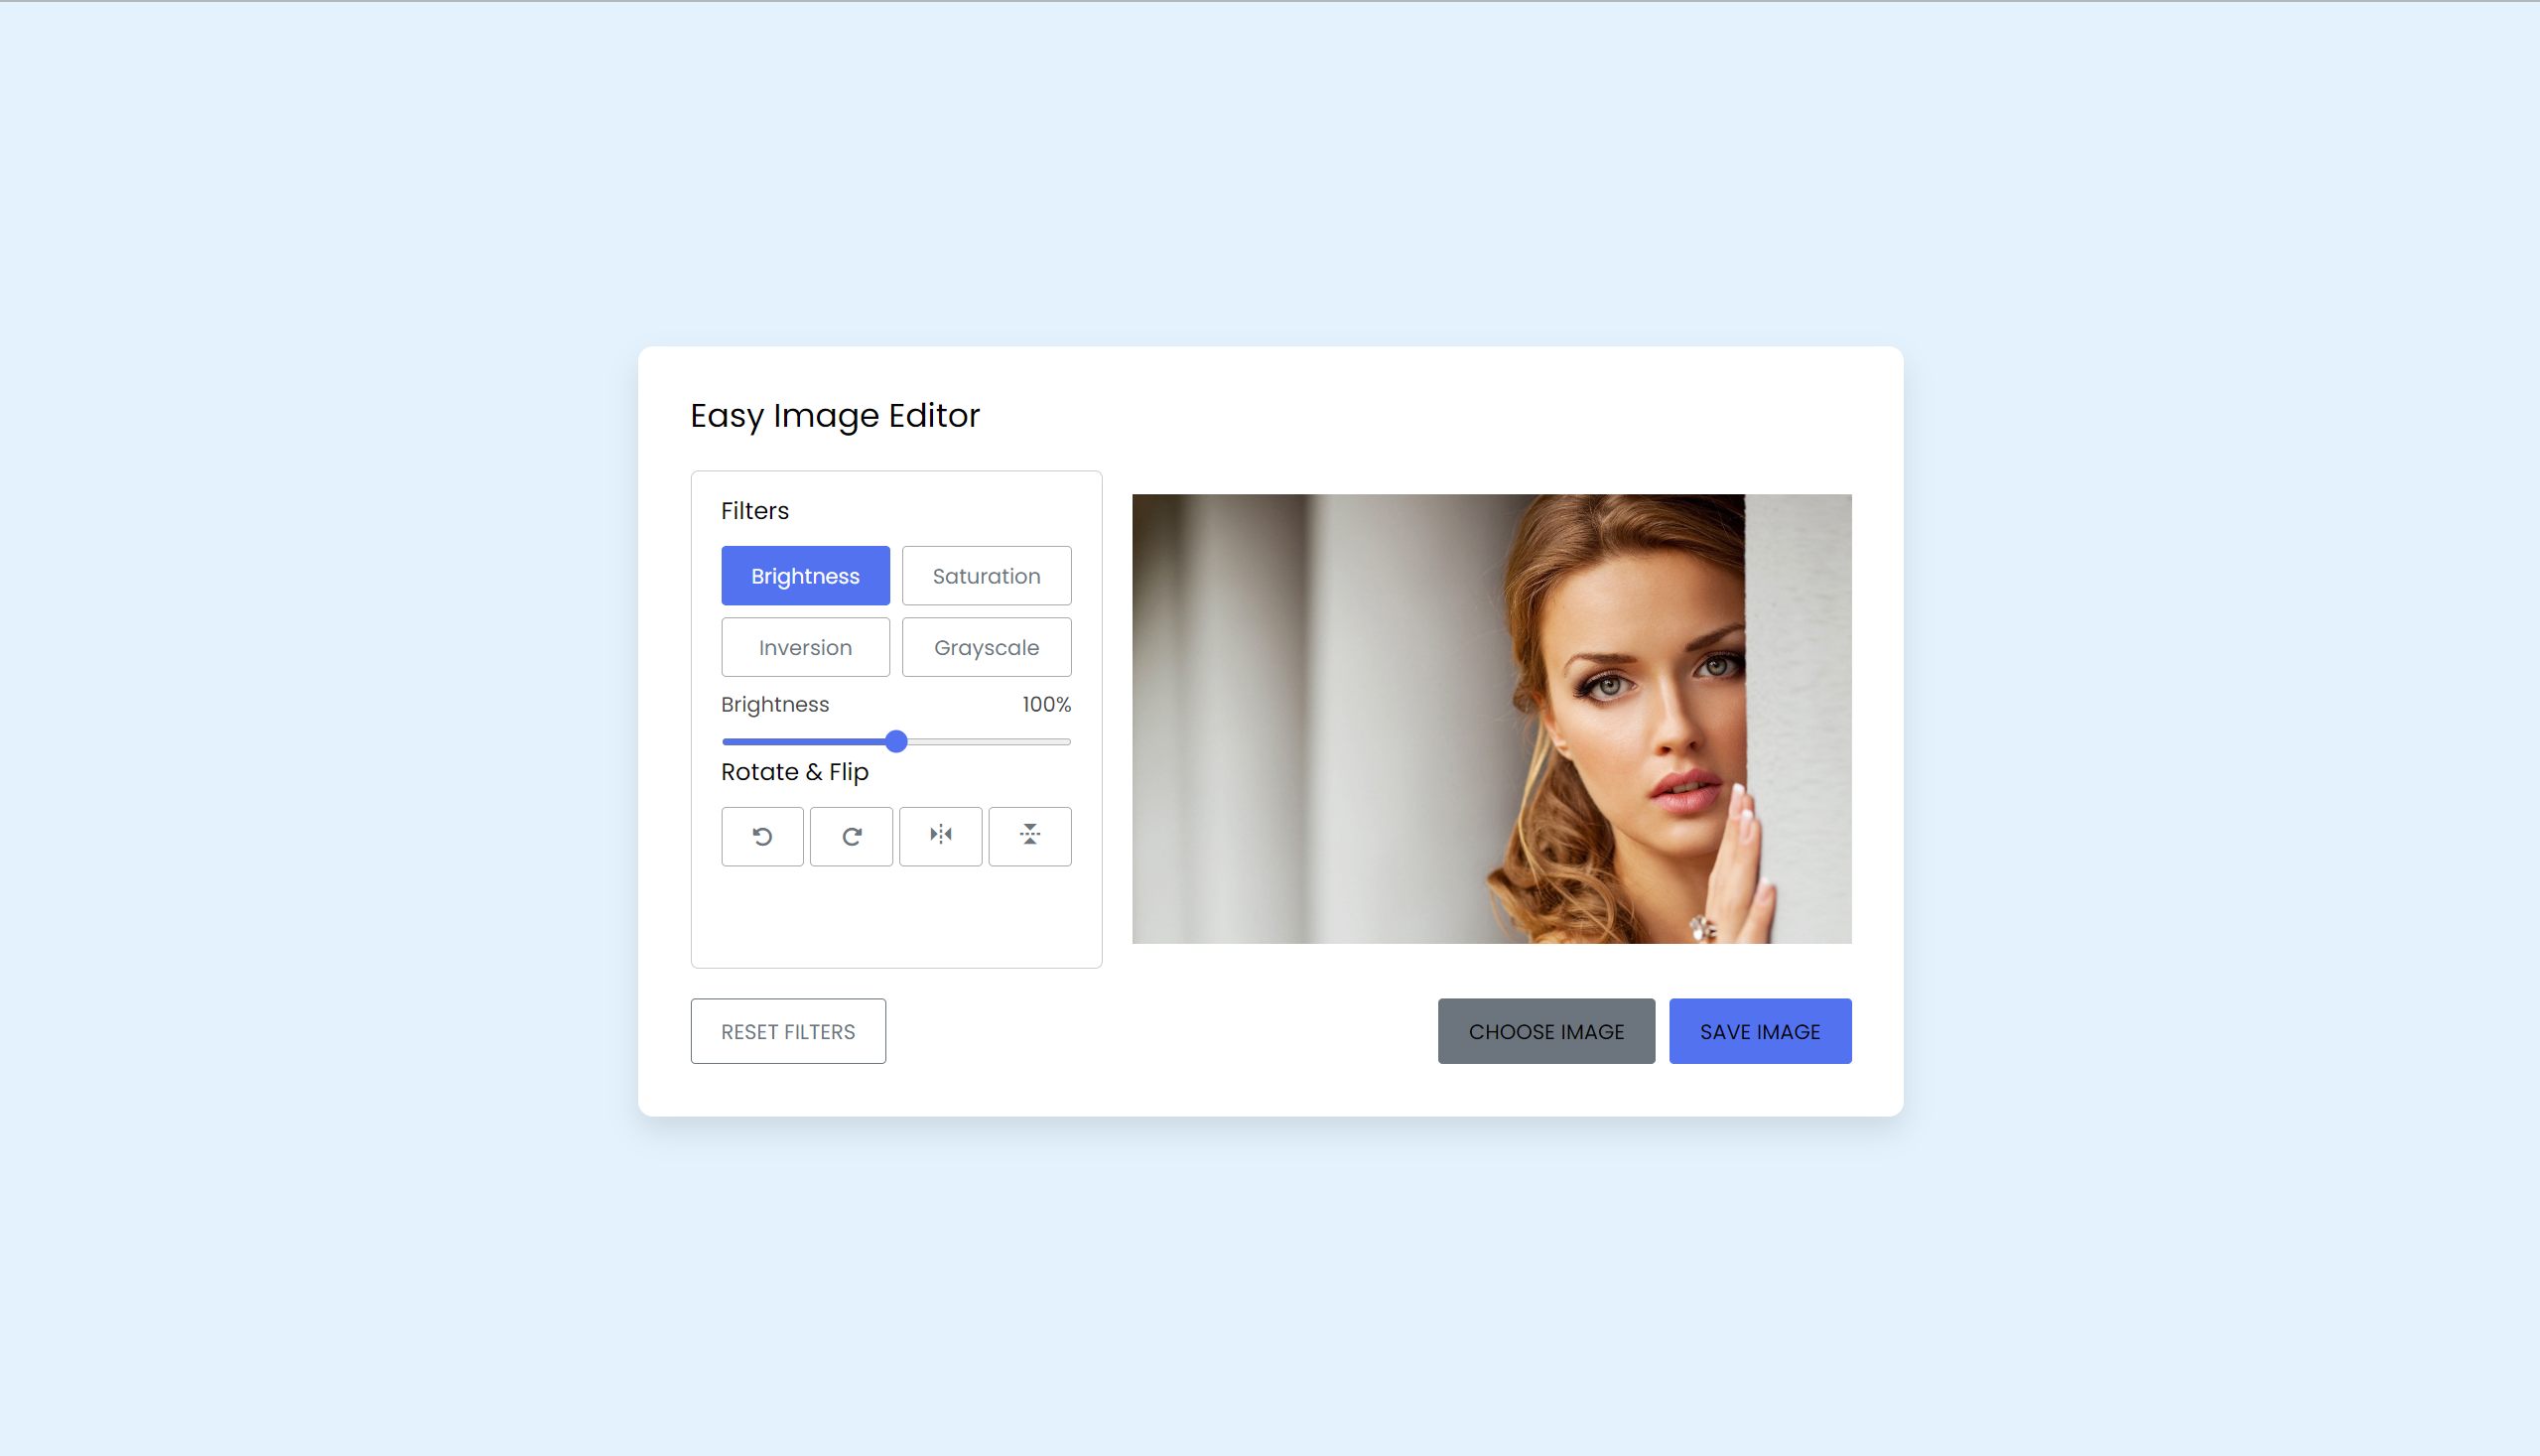 Easy Image Editor
Filters
Brightness
Saturation
Inversion
Grayscale
Brightness
100%
Rotate & Flip
RESET FILTERS
CHOOSE IMAGE
SAVE IMAGE